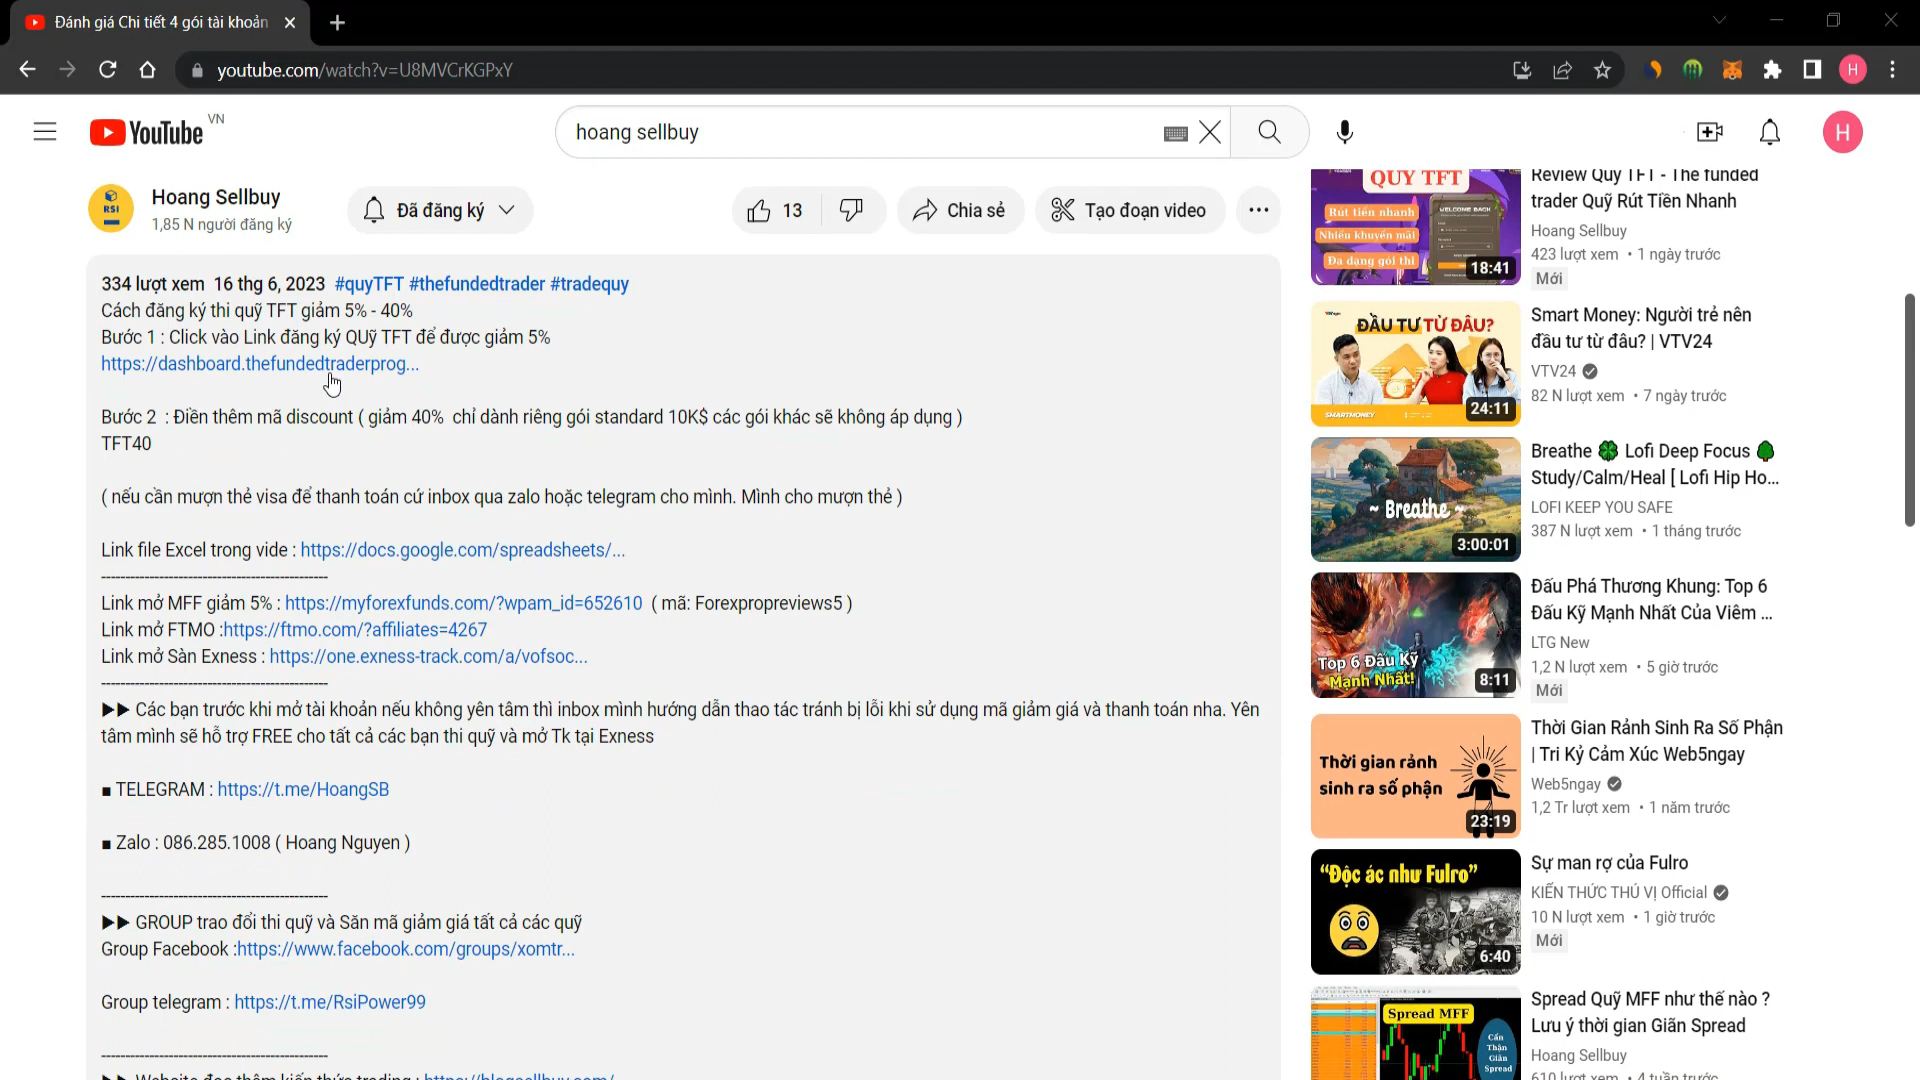 Đánh giá Chi tiết 4 gói tài khoản
youtube.com/watch?v=U8MVCrKGPxY
H
YouTube
VN
hoang sellbuy
H
RSI
Hoang Sellbuy
1,85 N người đăng ký
Đã đăng ký
13
Chia sẻ
Tạo đoạn video
334 lượt xem 16 thg 6, 2023 #quyTFT #thefundedtrader #tradequy
Cách đăng ký thi quỹ TFT giảm 5% - 40%
Bước 1 : Click vào Link đăng ký QUỹ TFT để được giảm 5%
https://dashboard.thefundedtraderprog...
Bước 2 : Điền thêm mã discount ( giảm 40% chỉ dành riêng gói standard 10K$ các gói khác sẽ không áp dụng )
TFT40
( nếu cần mượn thẻ visa để thanh toán cứ inbox qua zalo hoặc telegram cho mình. Mình cho mượn thẻ )
Link file Excel trong vide : https://docs.google.com/spreadsheets/...
-----------------------------------------------
Link mở MFF giảm 5% : https://myforexfunds.com/?wpam_id=652610 ( mã: Forexpropreviews5 )
Link mở FTMO :https://ftmo.com/?affiliates=4267
Link mở Sàn Exness : https://one.exness-track.com/a/vofsoc...
-----------------------------------------------
▶▶ Các bạn trước khi mở tài khoản nếu không yên tâm thì inbox mình hướng dẫn thao tác tránh bị lỗi khi sử dụng mã giảm giá và thanh toán nha. Yên
tâm mình sẽ hỗ trợ FREE cho tất cả các bạn thi quỹ và mở Tk tại Exness
■ TELEGRAM : https://t.me/HoangSB
■ Zalo : 086.285.1008 ( Hoang Nguyen )
-----------------------------------------------
▶▶ GROUP trao đổi thi quỹ và Săn mã giảm giá tất cả các quỹ
Group Facebook :https://www.facebook.com/groups/xomtr...
Group telegram : https://t.me/RsiPower99
-----------------------------------------------
▶▶ Website đọc thêm kiến thức trading : https://blogsellbuy.com/
QUỸ TFT
Rút tiền nhanh
Nhiều khuyến mãi
Đa dạng gói thi
WELCOME BACK
18:41
Review Quỹ TFT - The funded
trader Quỹ Rút Tiền Nhanh
Hoang Sellbuy
423 lượt xem • 1 ngày trước
Mới
ĐẦU TƯ TỪ ĐÂU?
SMARTMONEY
24:11
Smart Money: Người trẻ nên
đầu tư từ đâu? | VTV24
VTV24
82 N lượt xem • 7 ngày trước
~ Breathe ~
3:00:01
Breathe 🍀 Lofi Deep Focus 🌳
Study/Calm/Heal [ Lofi Hip Ho...
LOFI KEEP YOU SAFE
387 N lượt xem • 1 tháng trước
Top 6 Đấu Kỹ
Mạnh Nhất!
8:11
Đấu Phá Thương Khung: Top 6
Đấu Kỹ Mạnh Nhất Của Viêm ...
LTG New
1,2 N lượt xem • 5 giờ trước
Mới
Thời gian rảnh
sinh ra số phận
23:19
Thời Gian Rảnh Sinh Ra Số Phận
| Tri Kỷ Cảm Xúc Web5ngay
Web5ngay
1,2 Tr lượt xem • 1 năm trước
“Độc ác như Fulro”
6:40
Sự man rợ của Fulro
KIẾN THỨC THÚ VỊ Official
10 N lượt xem • 1 giờ trước
Mới
Spread MFF
Cẩn
Thận
Giãn
Spread
Spread Quỹ MFF như thế nào ?
Lưu ý thời gian Giãn Spread
Hoang Sellbuy
610 lượt xem • 4 tuần trước